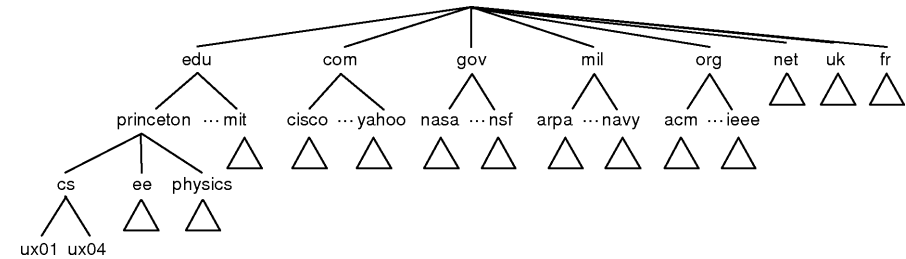 edu com gov mil org net uk fr
princeton ··· mit cisco ··· yahoo nasa ··· nsf arpa ··· navy acm ··· ieee
cs ee physics
ux01 ux04